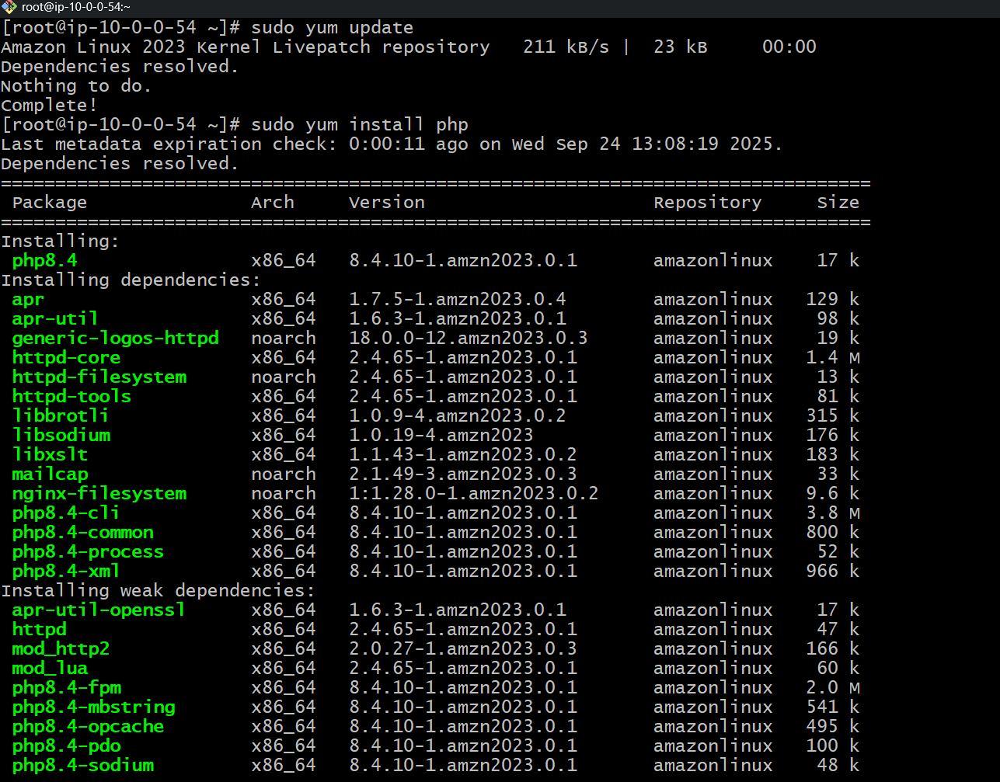 root@ip-10-0-0-54:~
[root@ip-10-0-0-54 ~]# sudo yum update
Amazon Linux 2023 Kernel Livepatch repository   211 kB/s |  23 kB     00:00
Dependencies resolved.
Nothing to do.
Complete!
[root@ip-10-0-0-54 ~]# sudo yum install php
Last metadata expiration check: 0:00:11 ago on Wed Sep 24 13:08:19 2025.
Dependencies resolved.
================================================================================
 Package               Arch     Version                     Repository     Size
================================================================================
Installing:
 php8.4                x86_64   8.4.10-1.amzn2023.0.1       amazonlinux    17 k
Installing dependencies:
 apr                   x86_64   1.7.5-1.amzn2023.0.4        amazonlinux   129 k
 apr-util              x86_64   1.6.3-1.amzn2023.0.1        amazonlinux    98 k
 generic-logos-httpd   noarch   18.0.0-12.amzn2023.0.3      amazonlinux    19 k
 httpd-core            x86_64   2.4.65-1.amzn2023.0.1       amazonlinux   1.4 M
 httpd-filesystem      noarch   2.4.65-1.amzn2023.0.1       amazonlinux    13 k
 httpd-tools           x86_64   2.4.65-1.amzn2023.0.1       amazonlinux    81 k
 libbrotli             x86_64   1.0.9-4.amzn2023.0.2        amazonlinux   315 k
 libsodium             x86_64   1.0.19-4.amzn2023           amazonlinux   176 k
 libxslt               x86_64   1.1.43-1.amzn2023.0.2       amazonlinux   183 k
 mailcap               noarch   2.1.49-3.amzn2023.0.3       amazonlinux    33 k
 nginx-filesystem      noarch   1:1.28.0-1.amzn2023.0.2     amazonlinux   9.6 k
 php8.4-cli            x86_64   8.4.10-1.amzn2023.0.1       amazonlinux   3.8 M
 php8.4-common         x86_64   8.4.10-1.amzn2023.0.1       amazonlinux   800 k
 php8.4-process        x86_64   8.4.10-1.amzn2023.0.1       amazonlinux    52 k
 php8.4-xml            x86_64   8.4.10-1.amzn2023.0.1       amazonlinux   966 k
Installing weak dependencies:
 apr-util-openssl      x86_64   1.6.3-1.amzn2023.0.1        amazonlinux    17 k
 httpd                 x86_64   2.4.65-1.amzn2023.0.1       amazonlinux    47 k
 mod_http2             x86_64   2.0.27-1.amzn2023.0.3       amazonlinux   166 k
 mod_lua               x86_64   2.4.65-1.amzn2023.0.1       amazonlinux    60 k
 php8.4-fpm            x86_64   8.4.10-1.amzn2023.0.1       amazonlinux   2.0 M
 php8.4-mbstring       x86_64   8.4.10-1.amzn2023.0.1       amazonlinux   541 k
 php8.4-opcache        x86_64   8.4.10-1.amzn2023.0.1       amazonlinux   495 k
 php8.4-pdo            x86_64   8.4.10-1.amzn2023.0.1       amazonlinux   100 k
 php8.4-sodium         x86_64   8.4.10-1.amzn2023.0.1       amazonlinux    48 k